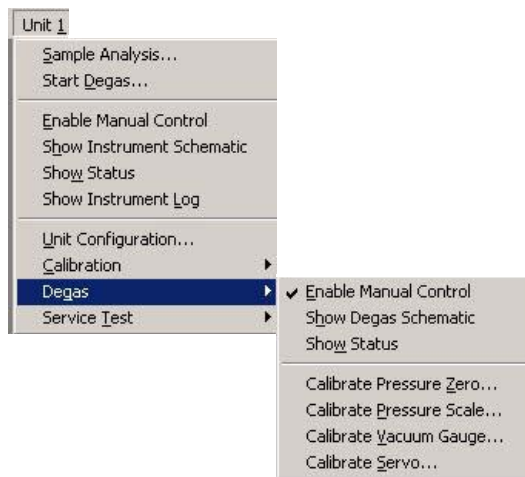 Unit 1
Sample Analysis...
Start Degas...
Enable Manual Control
Show Instrument Schematic
Show Status
Show Instrument Log
Unit Configuration...
Calibration
Degas
Service Test
Enable Manual Control
Show Degas Schematic
Show Status
Calibrate Pressure Zero...
Calibrate Pressure Scale...
Calibrate Vacuum Gauge...
Calibrate Servo...